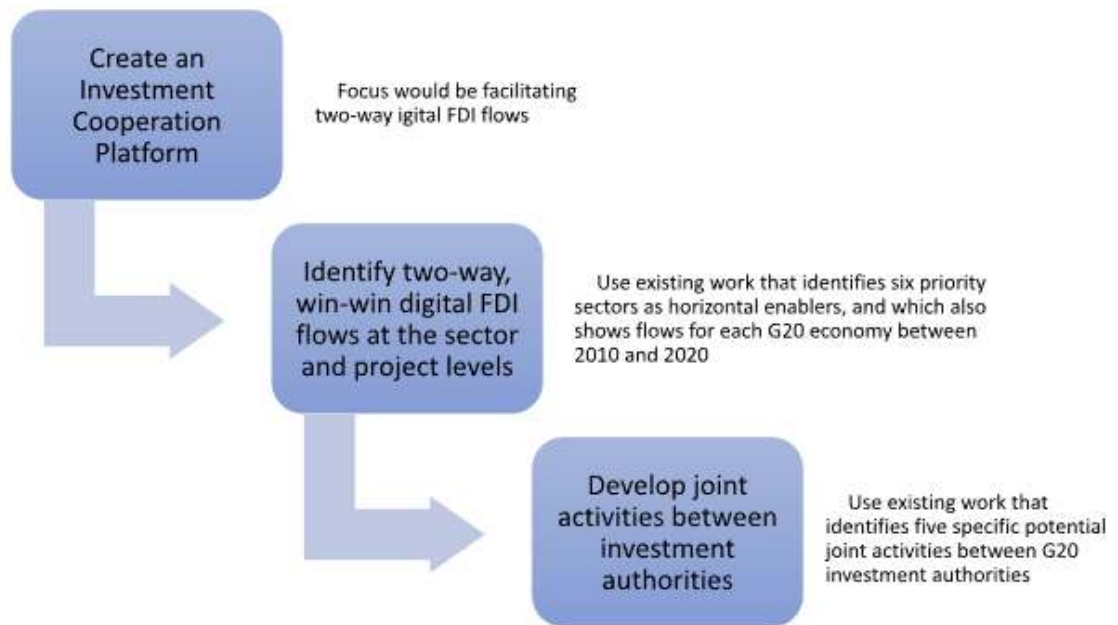 Create an
Investment
Cooperation
Platform
Focus would be facilitating
two-way igital FDI flows
Identify two-way,
win-win digital FDI
flows at the sector
and project levels
Use existing work that identifies six priority
sectors as horizontal enablers, and which also
shows flows for each G20 economy between
2010 and 2020
Develop joint
activities between
investment
authorities
Use existing work that
identifies five specific potential
joint activities between G20
investment authorities